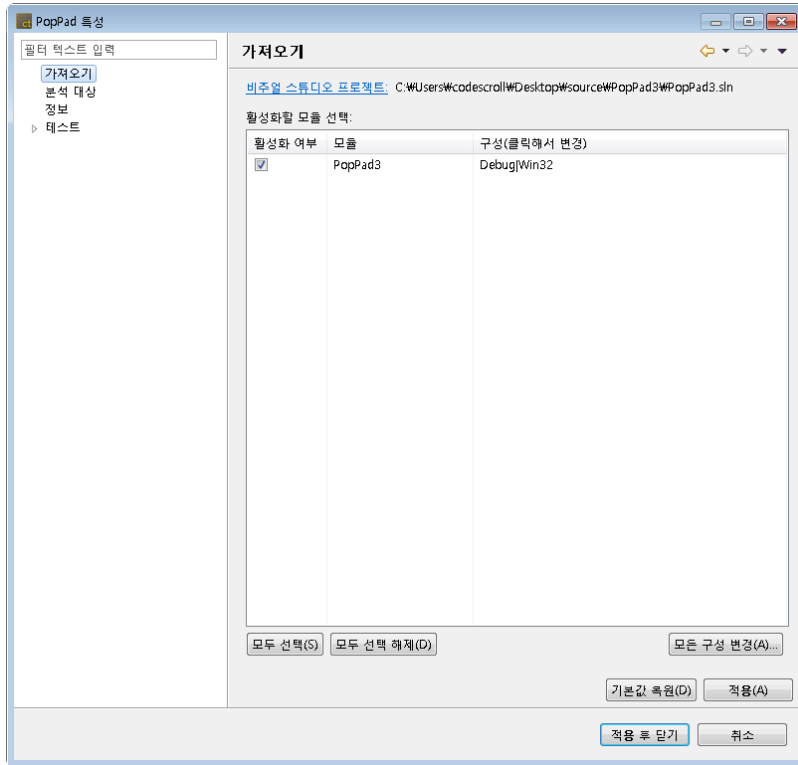 ct PopPad 특성
필터 텍스트 입력
가져오기
분석 대상
정보
테스트
가져오기
비주얼 스튜디오 프로젝트: C:₩Users₩codescroll₩Desktop₩source₩PopPad3₩PopPad3.sln
활성화할 모듈 선택:
활성화 여부 모듈 구성(클릭해서 변경)
PopPad3 Debug|Win32
모두 선택(S) 모두 선택 해제(D) 모든 구성 변경(A)...
기본값 복원(D) 적용(A)
적용 후 닫기 취소